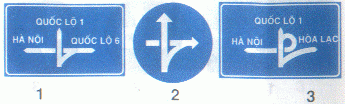 QUỐC LỘ 1
HÀ NỘI
QUỐC LỘ 6
QUỐC LỘ 1
HÀ NỘI
HÒA LẠC
1
2
3